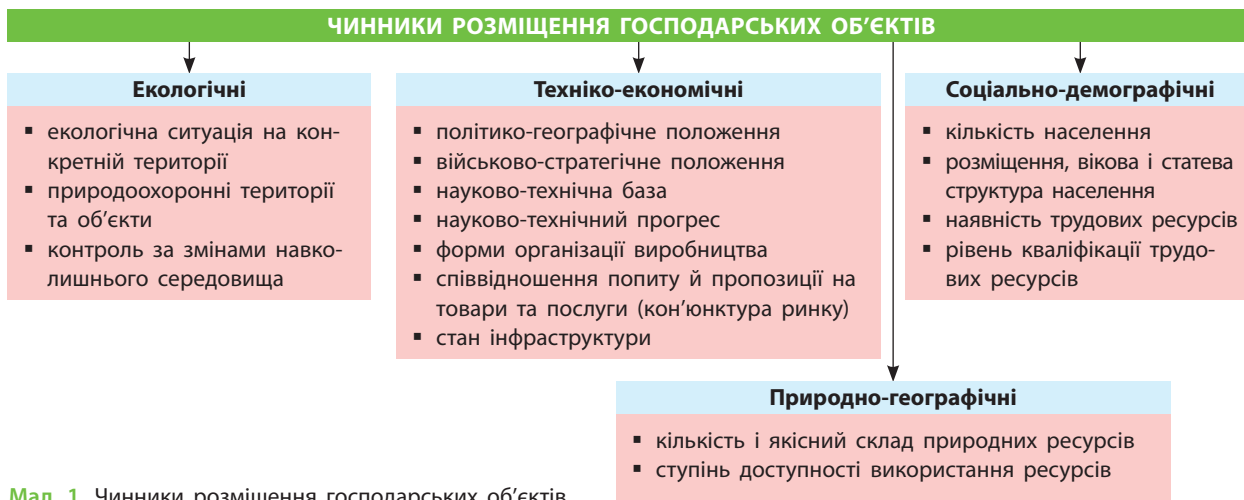 ЧИННИКИ РОЗМІЩЕННЯ ГОСПОДАРСЬКИХ ОБ’ЄКТІВ
Екологічні
▪ екологічна ситуація на кон-
кретній території
▪ природоохоронні території
та об’єкти
▪ контроль за змінами навко-
лишнього середовища
Техніко-економічні
▪ політико-географічне положення
▪ військово-стратегічне положення
▪ науково-технічна база
▪ науково-технічний прогрес
▪ форми організації виробництва
▪ співвідношення попиту й пропозиції на
товари та послуги (кон’юнктура ринку)
▪ стан інфраструктури
Соціально-демографічні
▪ кількість населення
▪ розміщення, вікова і статева
структура населення
▪ наявність трудових ресурсів
▪ рівень кваліфікації трудо-
вих ресурсів
Природно-географічні
▪ кількість і якісний склад природних ресурсів
▪ ступінь доступності використання ресурсів
Мал. 1. Чинники розміщення господарських об’єктів